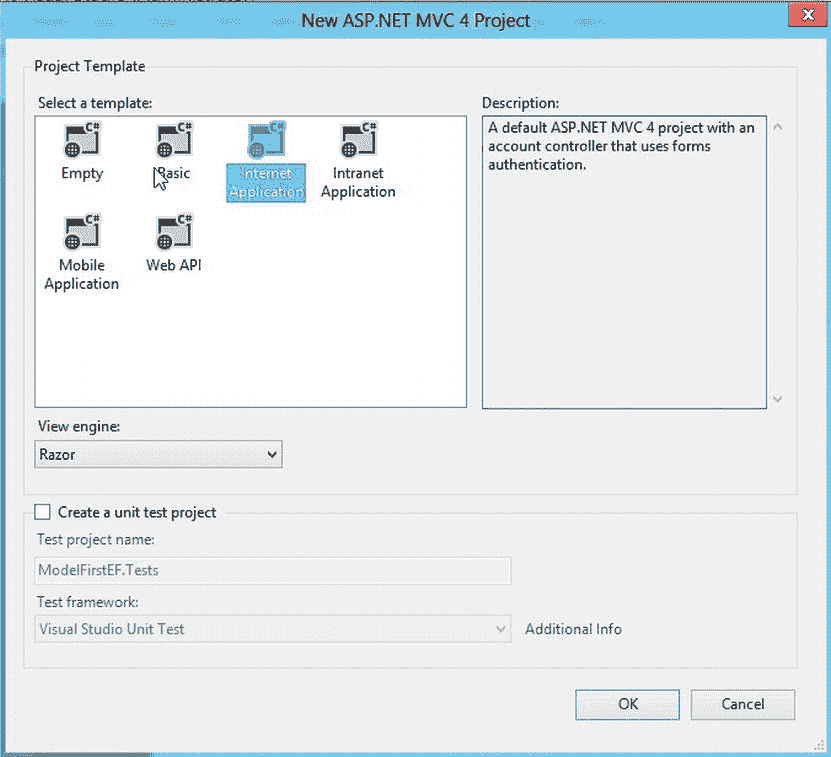 New ASP.NET MVC 4 Project
Project Template
Select a template:
C#
Empty
C#
Basic
C#
Internet
Application
C#
Intranet
Application
C#
Mobile
Application
C#
Web API
Description:
A default ASP.NET MVC 4 project with an
account controller that uses forms
authentication.
View engine:
Razor
Create a unit test project
Test project name:
ModelFirstEF.Tests
Test framework:
Visual Studio Unit Test
Additional Info
OK
Cancel